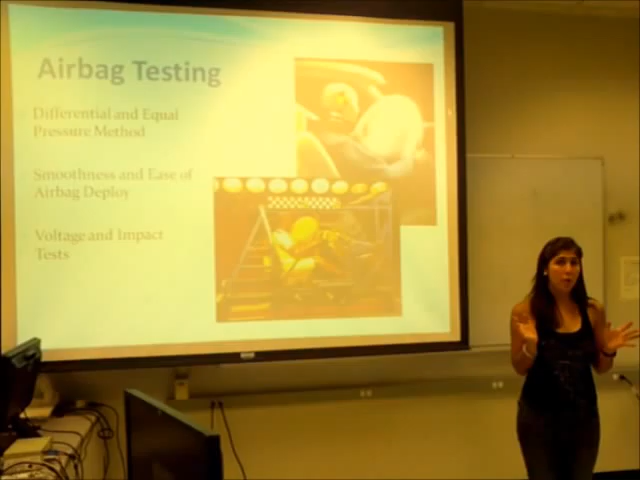 Airbag Testing
Differential and Equal
Pressure Method
Smoothness and Ease of
Airbag Deploy
Voltage and Impact
Tests